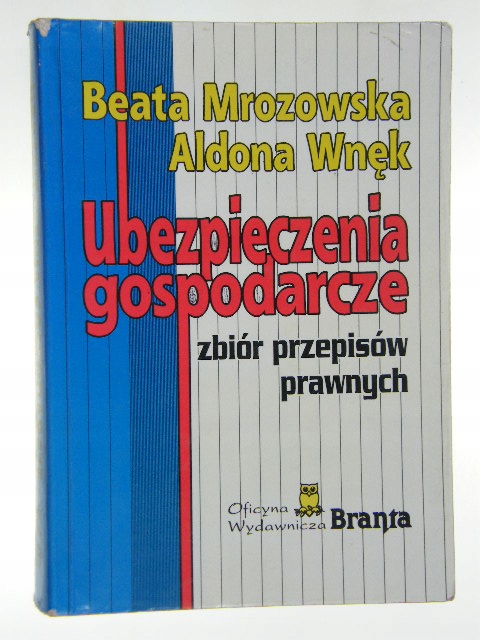 Beata Mrozowska
Aldona Wnęk
ubezpieczenia
gospodarcze
zbiór przepisów
prawnych
Oficyna
Wydawnicza Branta